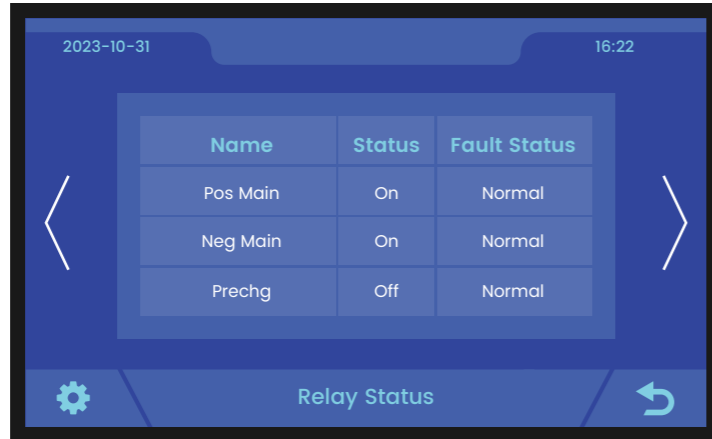 2023-10-31 16:22
Name Status Fault Status
Pos Main On Normal
Neg Main On Normal
Prechg Off Normal
Relay Status